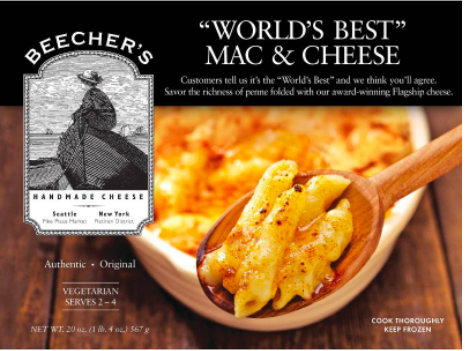 BEECHER'S
HANDMADE CHEESE
Seattle New York
Pike Place Market Flatiron District
"WORLD'S BEST"
MAC & CHEESE
Customers tell us it's the "World's Best" and we think you'll agree.
Savor the richness of penne folded with our award-winning Flagship cheese.
Authentic • Original
VEGETARIAN
SERVES 2 – 4
NET WT. 20 oz. (1 lb. 4 oz.) 567 g
COOK THOROUGHLY
KEEP FROZEN